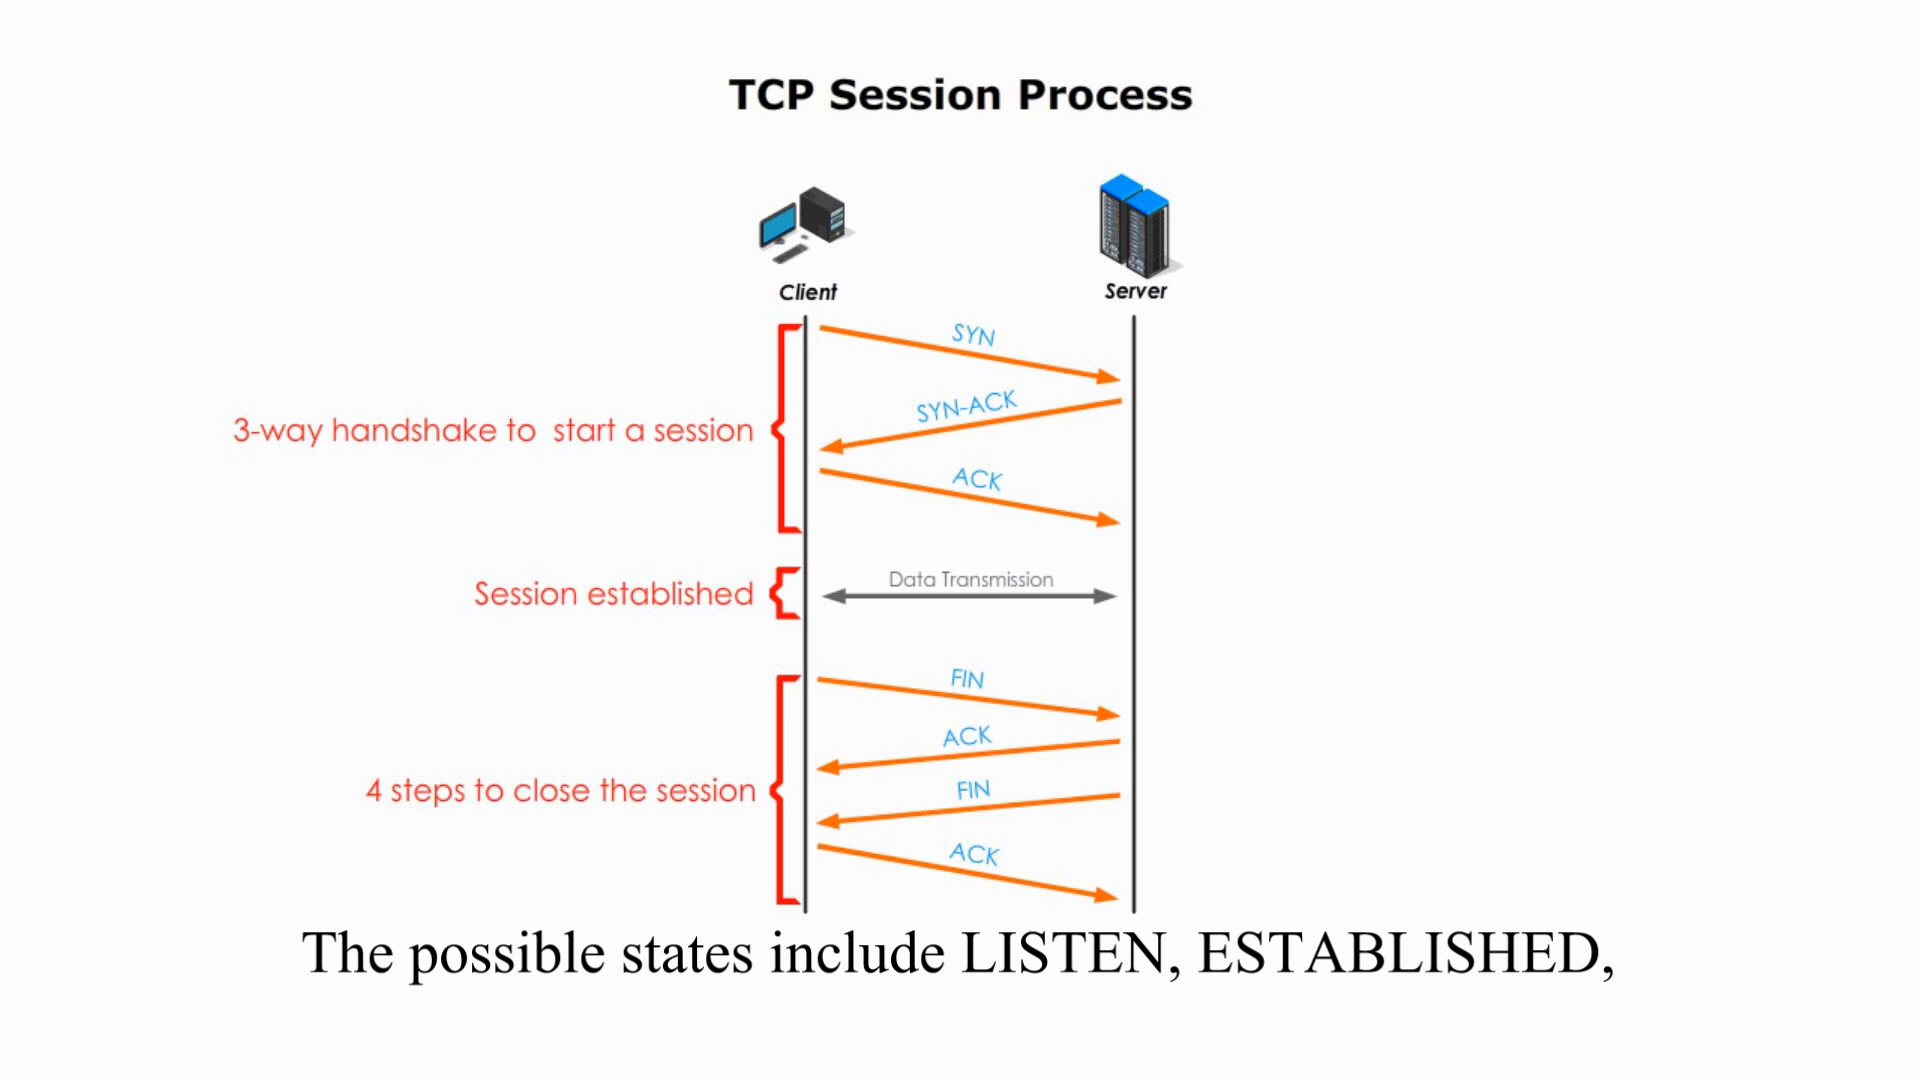 TCP Session Process
Client
Server
SYN
SYN-ACK
3-way handshake to start a session
ACK
Data Transmission
Session established
FIN
ACK
4 steps to close the session
FIN
ACK
The possible states include LISTEN, ESTABLISHED,